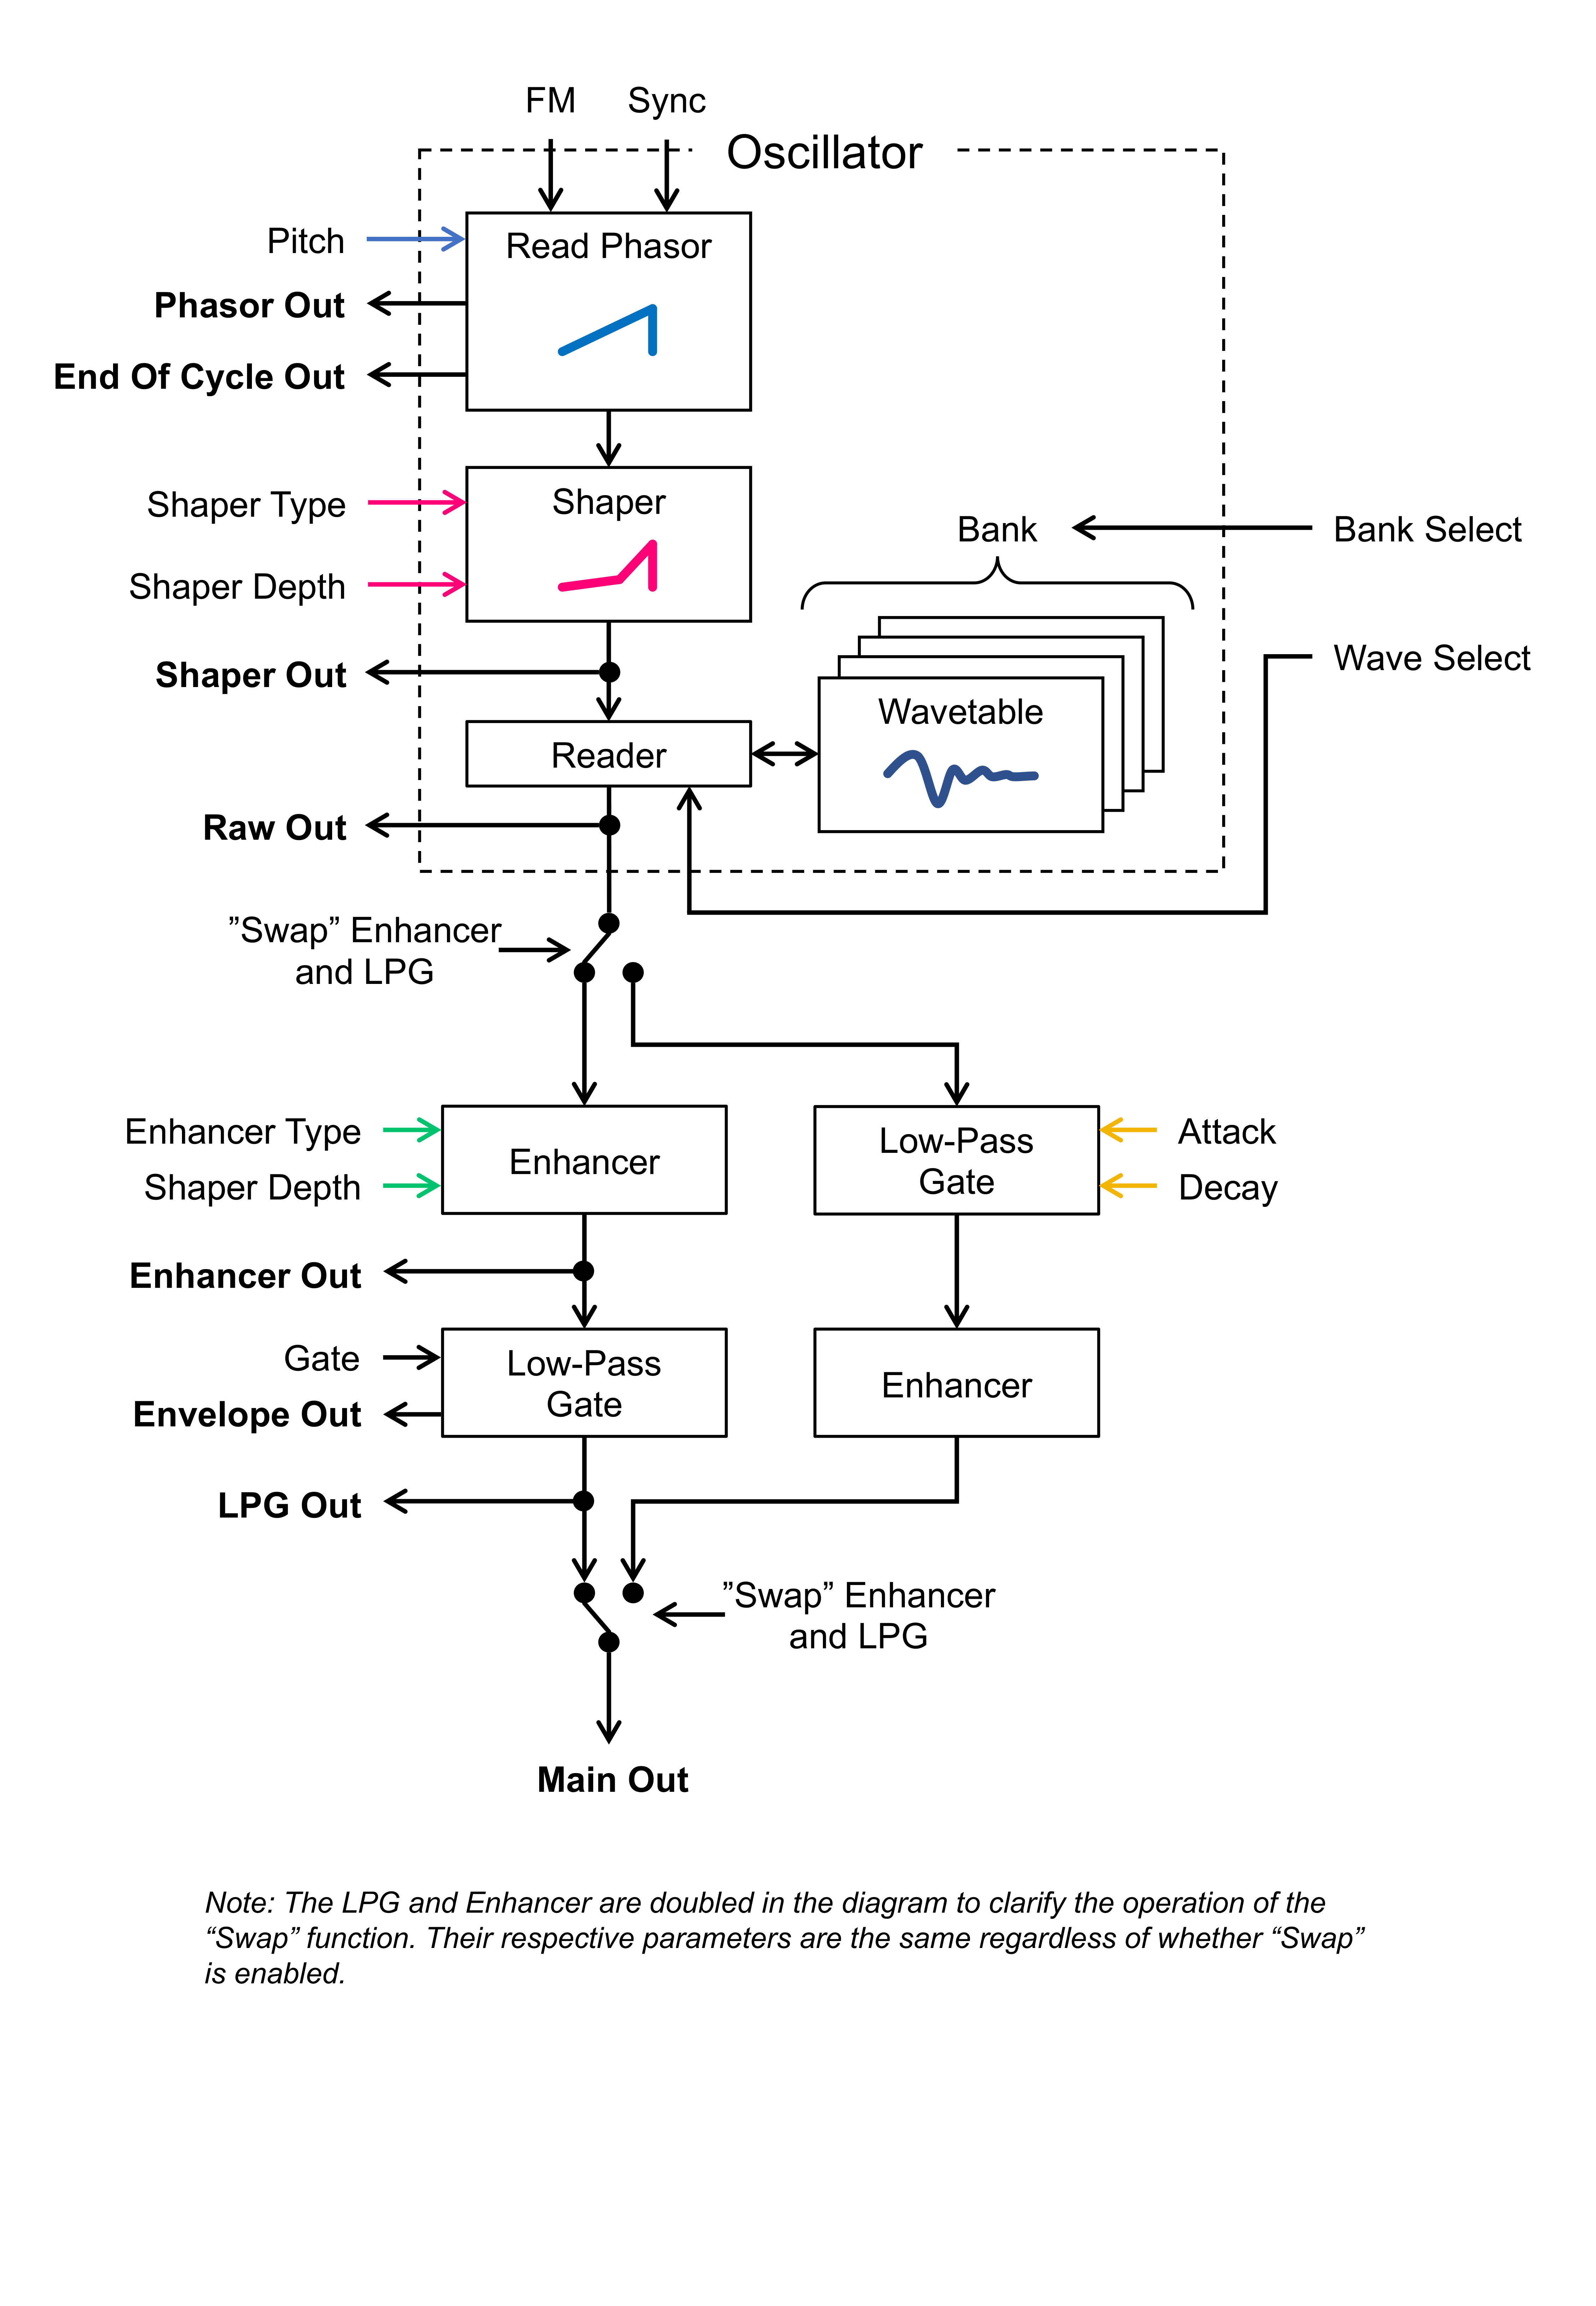 FM
Sync
Oscillator
Pitch
Read Phasor
Phasor Out
End Of Cycle Out
Shaper Type
Shaper
Bank
Bank Select
Shaper Depth
Shaper Out
Wave Select
Wavetable
Reader
Raw Out
”Swap” Enhancer
and LPG
Enhancer Type
Shaper Depth
Enhancer
Low-Pass
Gate
Attack
Decay
Enhancer Out
Gate
Envelope Out
Low-Pass
Gate
Enhancer
LPG Out
”Swap” Enhancer
and LPG
Main Out
Note: The LPG and Enhancer are doubled in the diagram to clarify the operation of the
“Swap” function. Their respective parameters are the same regardless of whether “Swap”
is enabled.